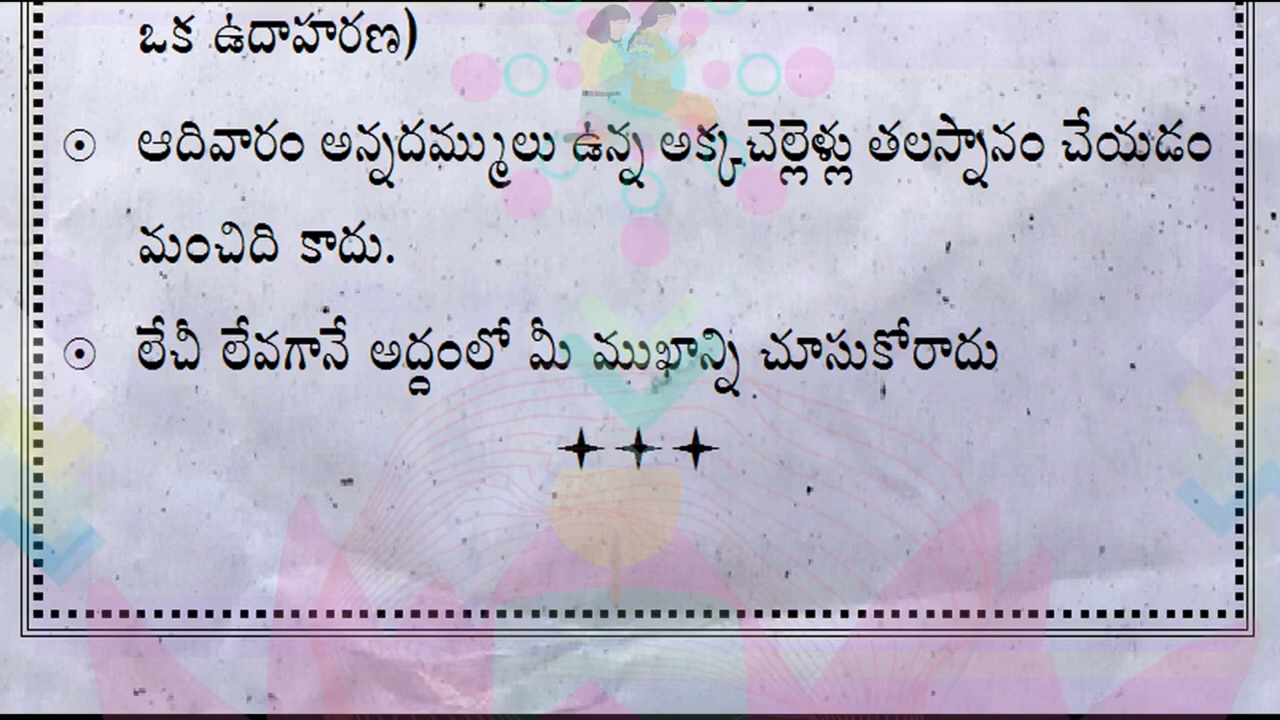 ఒక ఉదాహరణ)
⊙ ఆదివారం అన్నదమ్ములు ఉన్న అక్కచెల్లెళ్లు తలస్నానం చేయడం
మంచిది కాదు.
⊙ లేచీ లేవగానే అద్దంలో మీ ముఖాన్ని చూసుకోరాదు